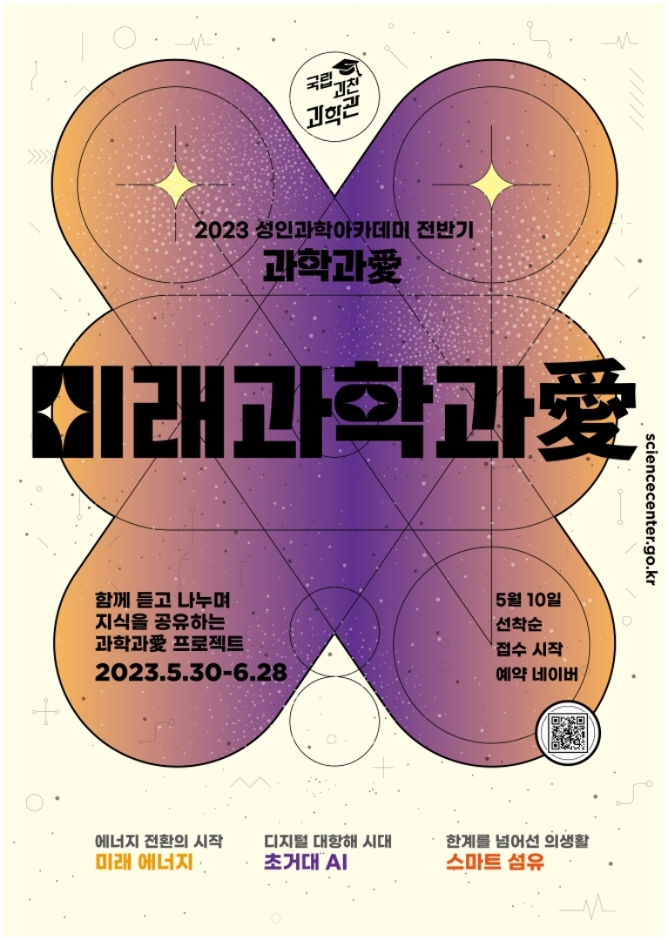 국립
과천
과학관
2023 성인과학아카데미 전반기
과학과愛
미래과학과愛
sciencecenter.go.kr
함께 듣고 나누며
지식을 공유하는
과학과愛 프로젝트
2023.5.30-6.28
5월 10일
선착순
접수 시작
예약 네이버
에너지 전환의 시작
미래 에너지
디지털 대항해 시대
초거대 AI
한계를 넘어선 의생활
스마트 섬유